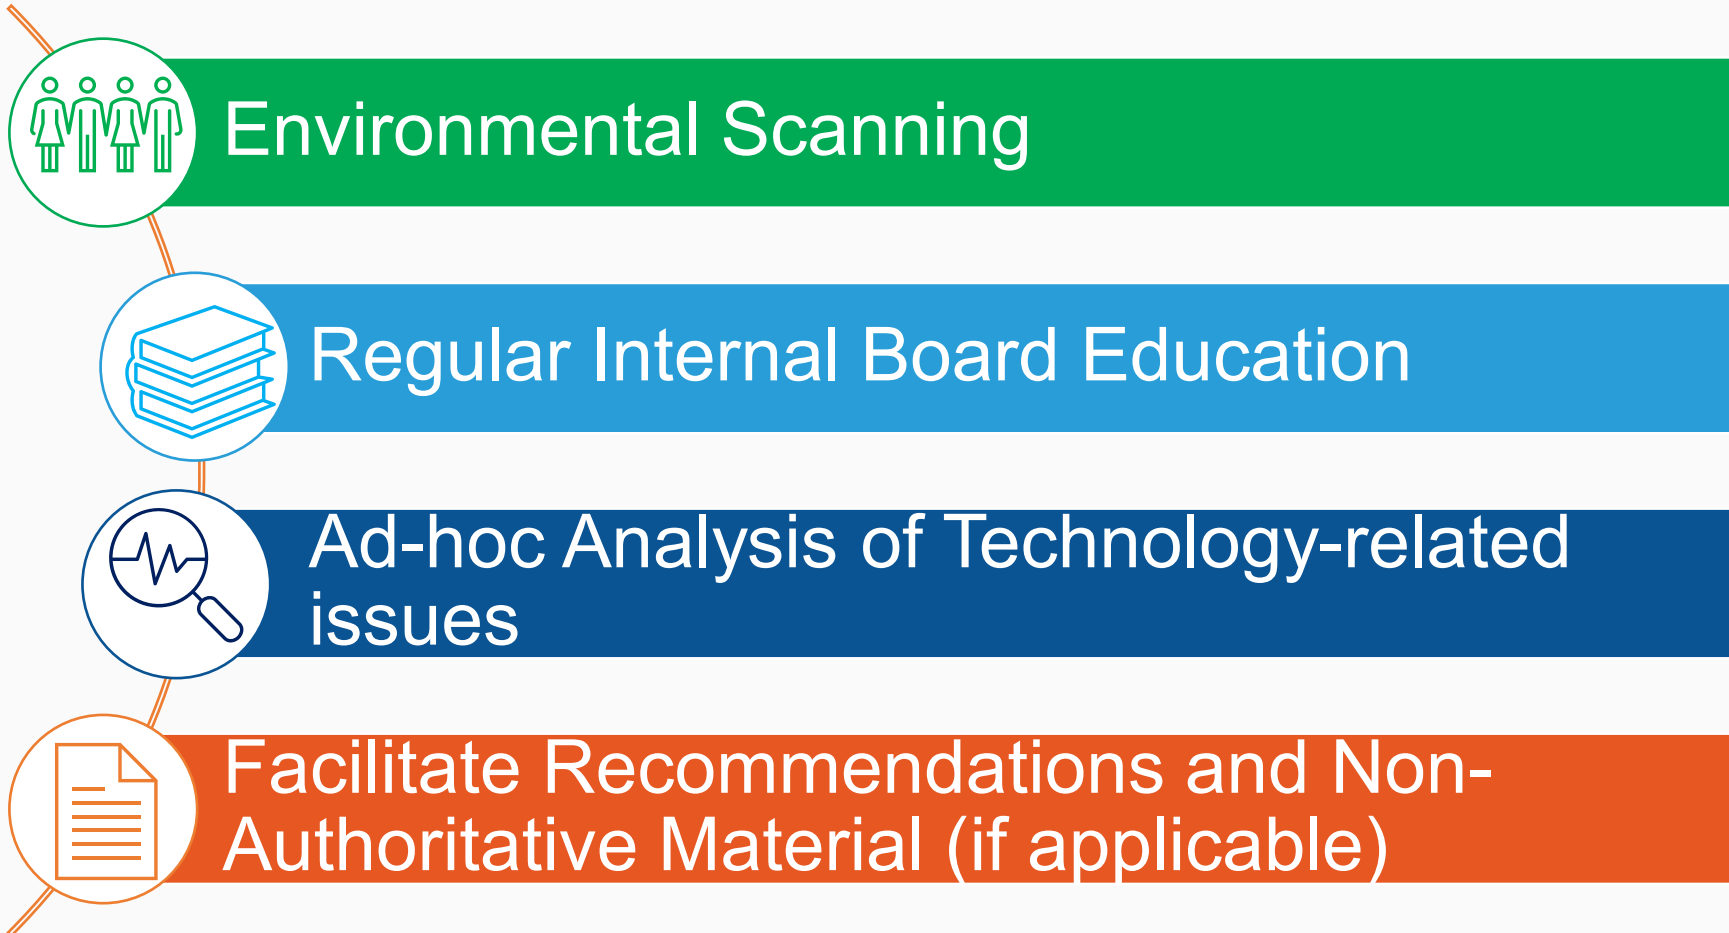 Environmental Scanning
Regular Internal Board Education
Ad-hoc Analysis of Technology-related
issues
Facilitate Recommendations and Non-
Authoritative Material (if applicable)